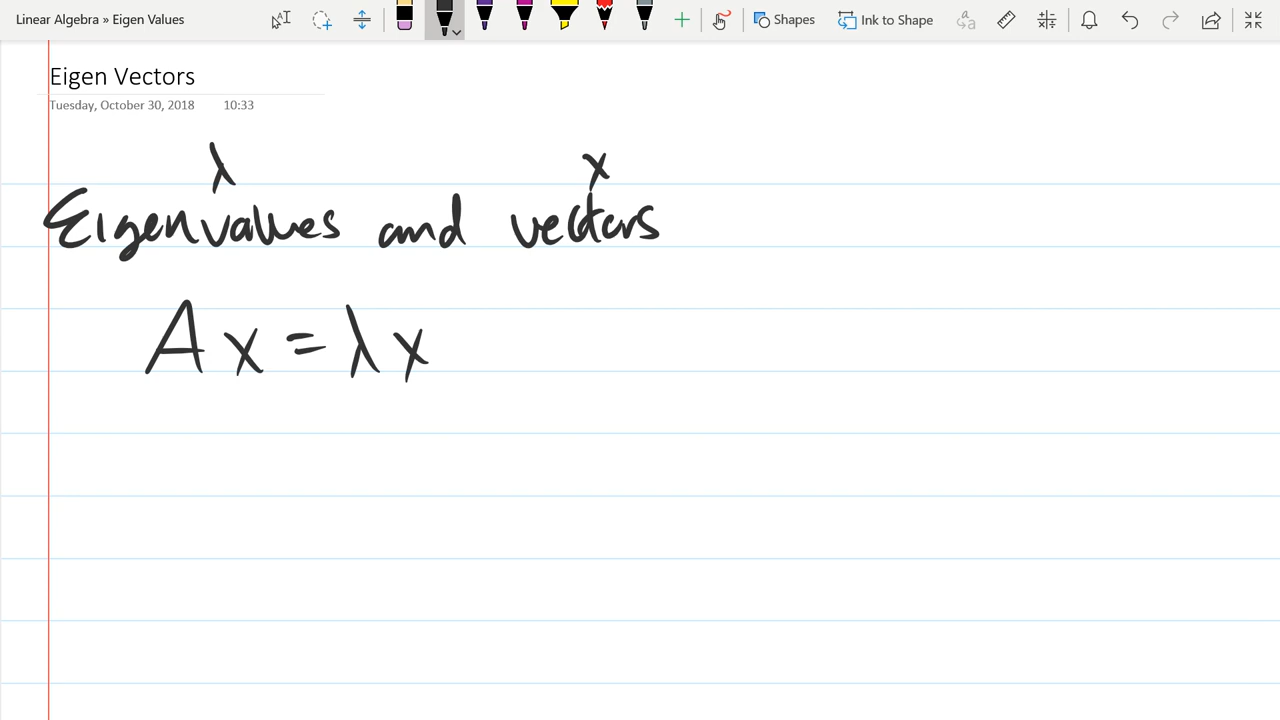 Linear Algebra » Eigen Values
Shapes
Ink to Shape
Eigen Vectors
Tuesday, October 30, 2018 10:33
λ x
Eigenvalues and vectors
Ax = λx